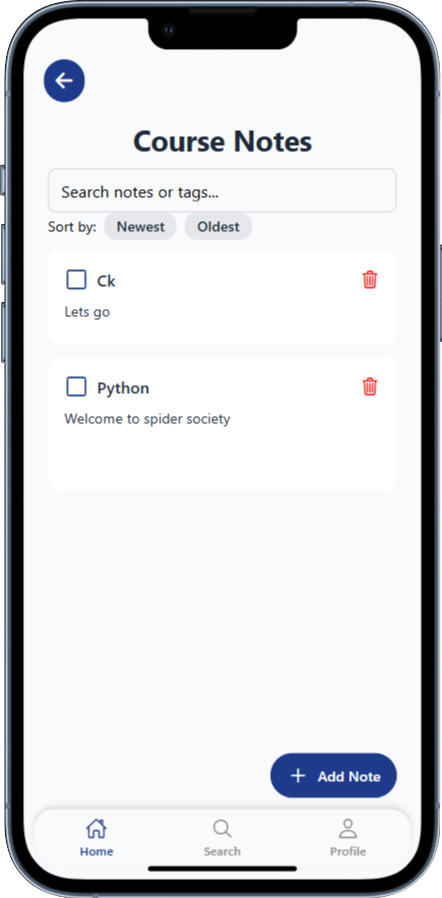 Course Notes
Search notes or tags...
Sort by: Newest Oldest
Ck
Lets go
Python
Welcome to spider society
+ Add Note
Home Search Profile